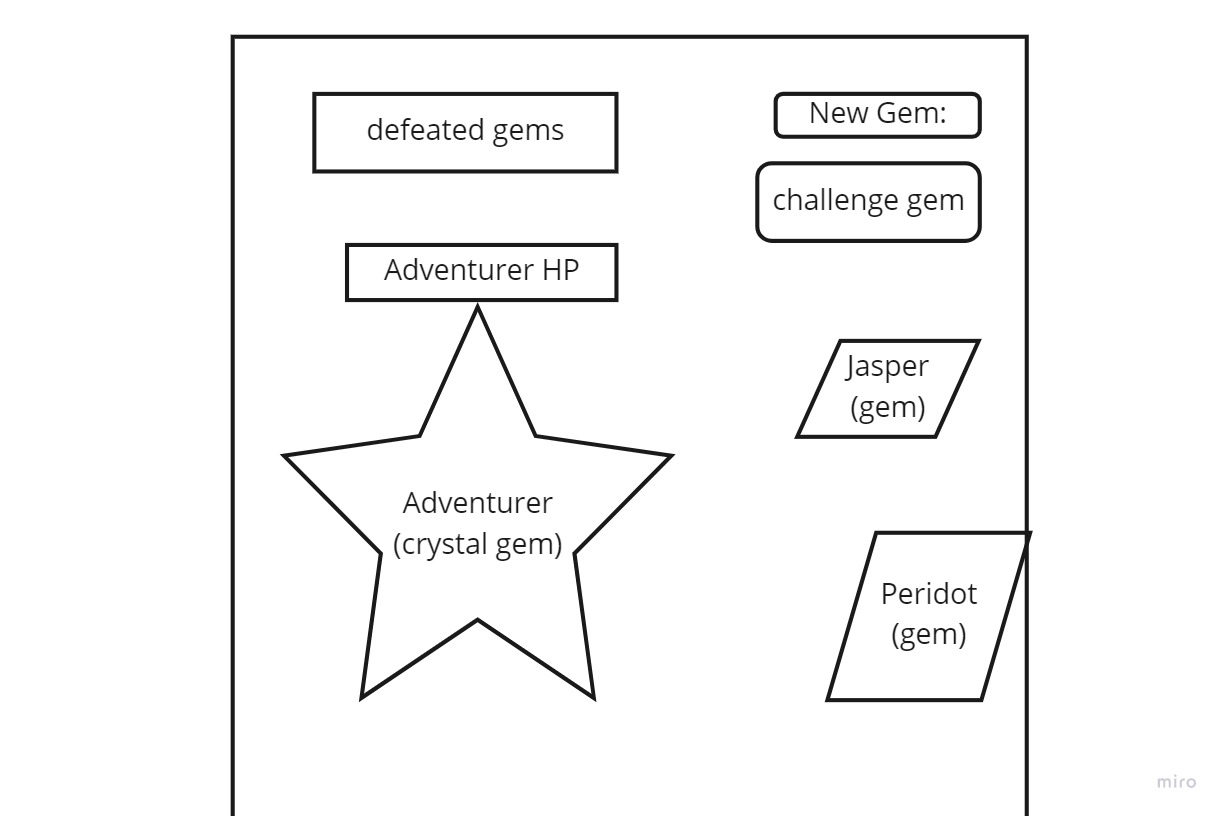 defeated gems
New Gem:
challenge gem
Adventurer HP
Jasper
(gem)
Adventurer
(crystal gem)
Peridot
(gem)
miro